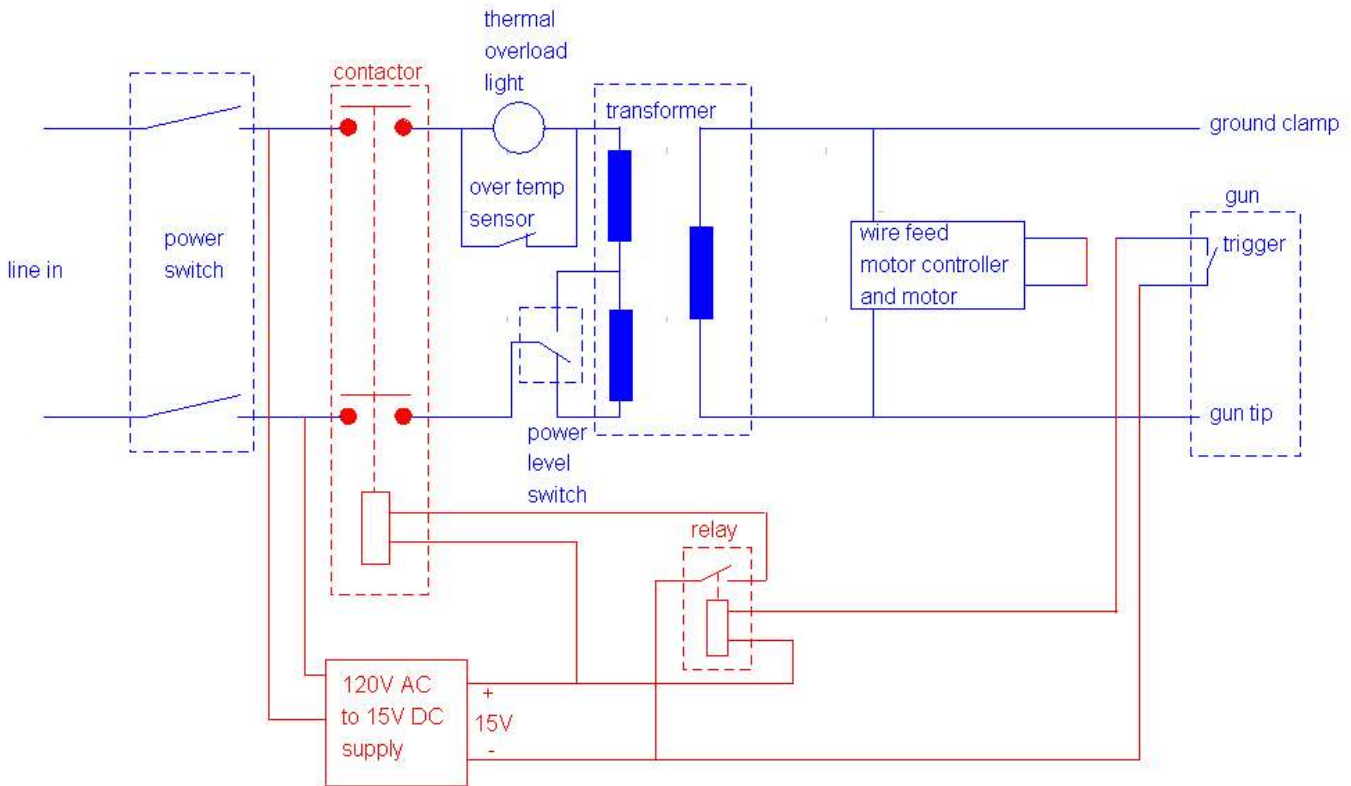 thermal
overload
light
contactor
transformer
ground clamp
over temp
sensor
gun
power
switch
line in
wire feed
motor controller
and motor
trigger
gun tip
power
level
switch
relay
120V AC
to 15V DC
supply
+
15V
-